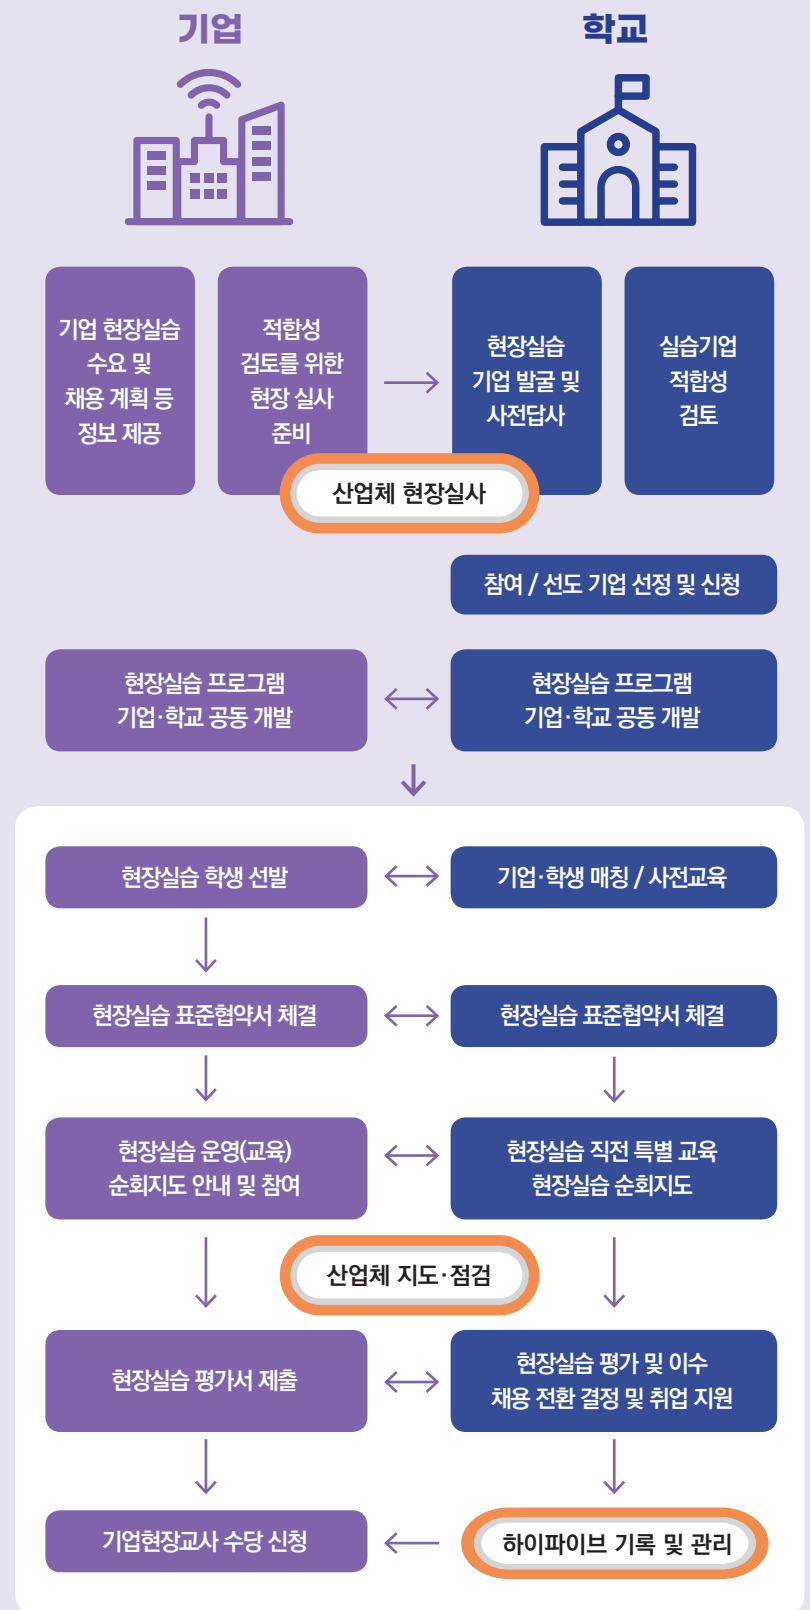 기업
학교
기업 현장실습
수요 및
채용 계획 등
정보 제공
적합성
검토를 위한
현장 실사
준비
현장실습
기업 발굴 및
사전답사
실습기업
적합성
검토
산업체 현장실사
참여 / 선도 기업 선정 및 신청
현장실습 프로그램
기업·학교 공동 개발
현장실습 프로그램
기업·학교 공동 개발
현장실습 학생 선발
기업·학생 매칭 / 사전교육
현장실습 표준협약서 체결
현장실습 표준협약서 체결
현장실습 운영(교육)
순회지도 안내 및 참여
현장실습 직전 특별 교육
현장실습 순회지도
산업체 지도·점검
현장실습 평가서 제출
현장실습 평가 및 이수
채용 전환 결정 및 취업 지원
기업현장교사 수당 신청
하이파이브 기록 및 관리